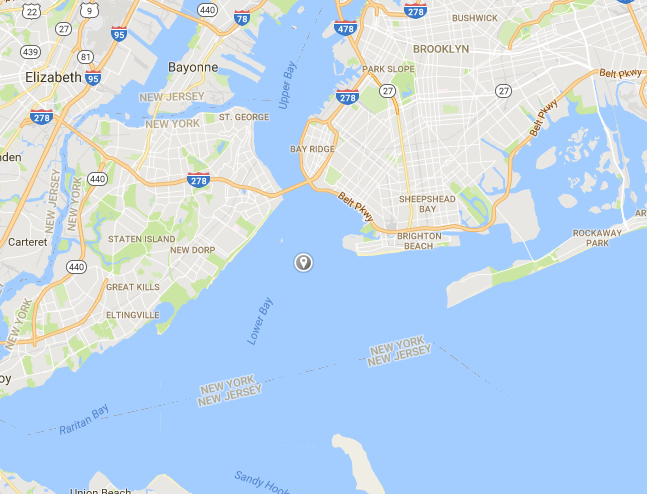 22
9
440
78
BUSHWICK
27
95
478
278
439
BROOKLYN
Elizabeth
95
Bayonne
Upper Bay
PARK SLOPE
Belt Pkwy
278
27
27
NEW JERSEY
NEW YORK
ST. GEORGE
278
Belt Pkwy
BAY RIDGE
440
278
NEW JERSEY
NEW YORK
Belt Pkwy
SHEEPSHEAD
BAY
Carteret
STATEN ISLAND
NEW DORP
BRIGHTON
BEACH
ROCKAWAY
PARK
440
GREAT KILLS
ELTINGVILLE
NEW YORK
Lower Bay
NEW YORK
NEW JERSEY
NEW YORK
NEW JERSEY
Raritan Bay
Union Beach
Sandy Hook